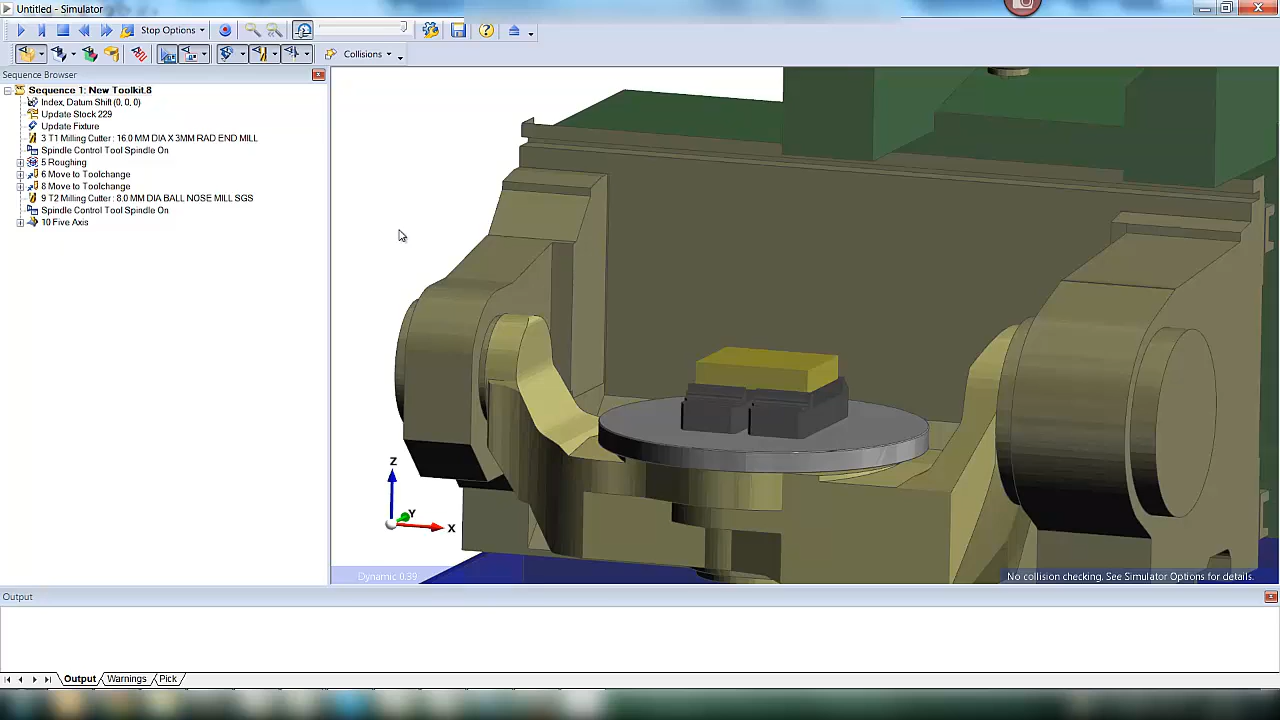 Untitled - Simulator
Stop Options
Collisions
Sequence Browser
Sequence 1: New Toolkit.8
Index, Datum Shift (0, 0, 0)
Update Stock 229
Update Fixture
3 T1 Milling Cutter : 16.0 MM DIA X 3MM RAD END MILL
Spindle Control Tool Spindle On
5 Roughing
6 Move to Toolchange
8 Move to Toolchange
9 T2 Milling Cutter : 8.0 MM DIA BALL NOSE MILL SGS
Spindle Control Tool Spindle On
10 Five Axis
Z
Y
X
Dynamic 0.39
No collision checking. See Simulator Options for details.
Output
Output Warnings Pick